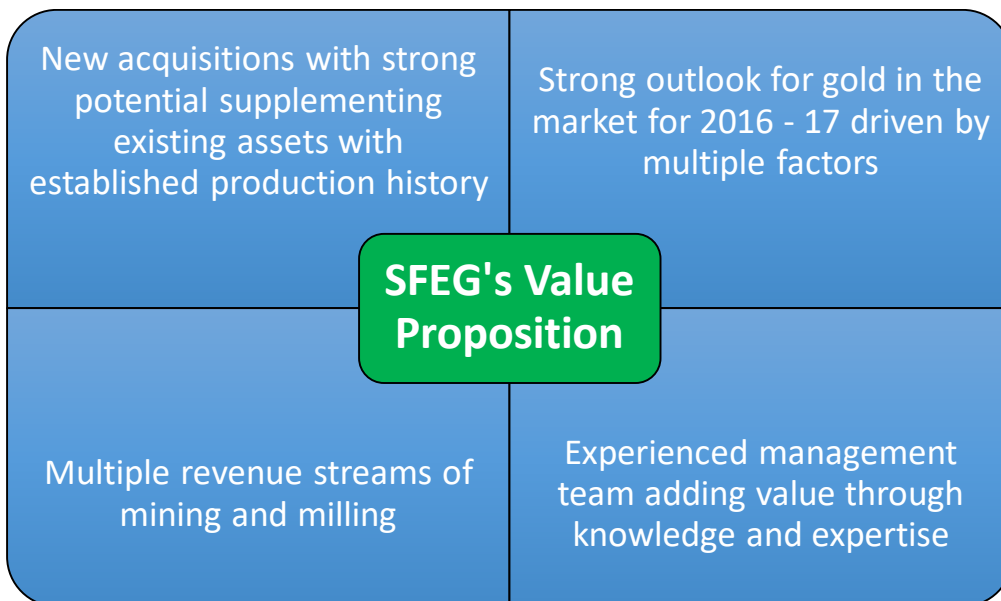 New acquisitions with strong
potential supplementing
existing assets with
established production history
Strong outlook for gold in the
market for 2016 - 17 driven by
multiple factors
SFEG's Value
Proposition
Multiple revenue streams of
mining and milling
Experienced management
team adding value through
knowledge and expertise